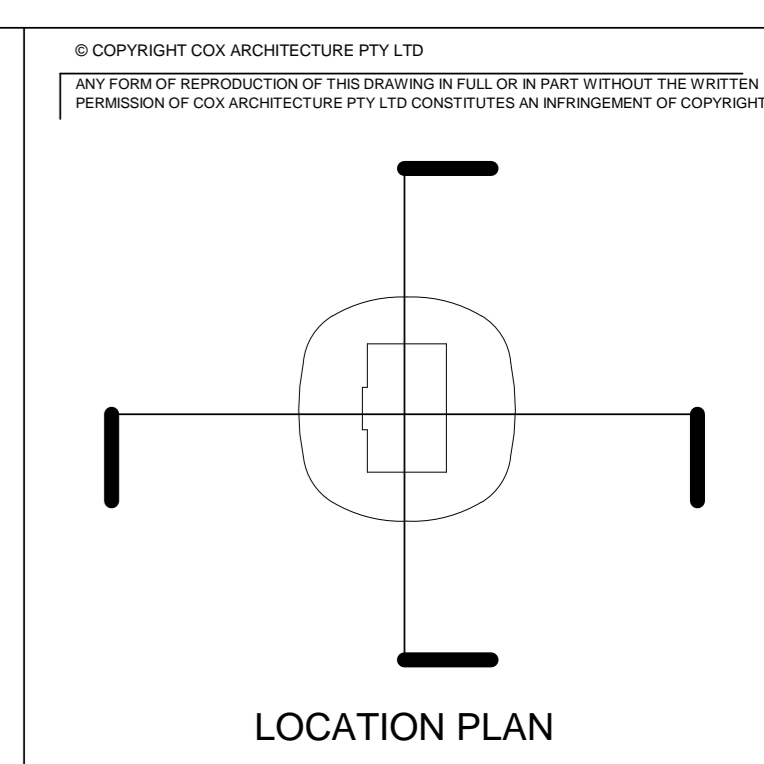 © COPYRIGHT COX ARCHITECTURE PTY LTD
ANY FORM OF REPRODUCTION OF THIS DRAWING IN FULL OR IN PART WITHOUT THE WRITTEN
PERMISSION OF COX ARCHITECTURE PTY LTD CONSTITUTES AN INFRINGEMENT OF COPYRIGHT
LOCATION PLAN